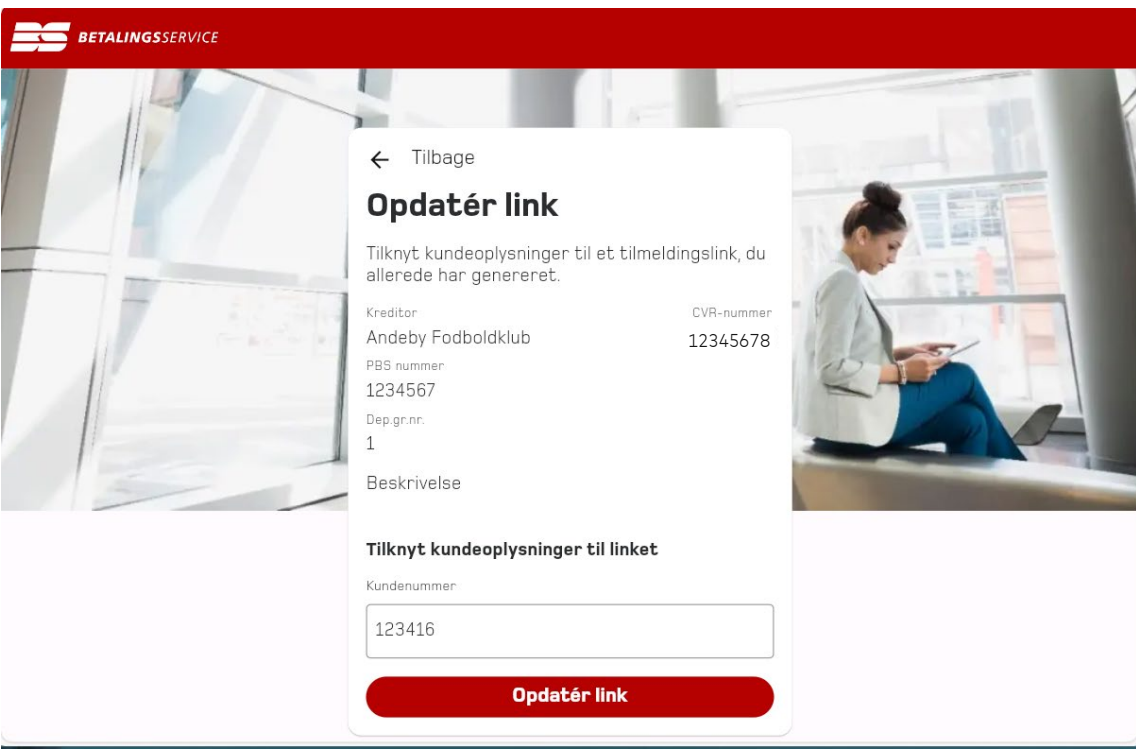 BETALINGSSERVICE
Tilbage
Opdatér link
Tilknyt kundeoplysninger til et tilmeldingslink, du
allerede har genereret.
Kreditor CVR-nummer
Andeby Fodboldklub 12345678
PBS nummer
1234567
Dep.gr.nr.
1
Beskrivelse
Tilknyt kundeoplysninger til linket
Kundenummer
123416
Opdatér link